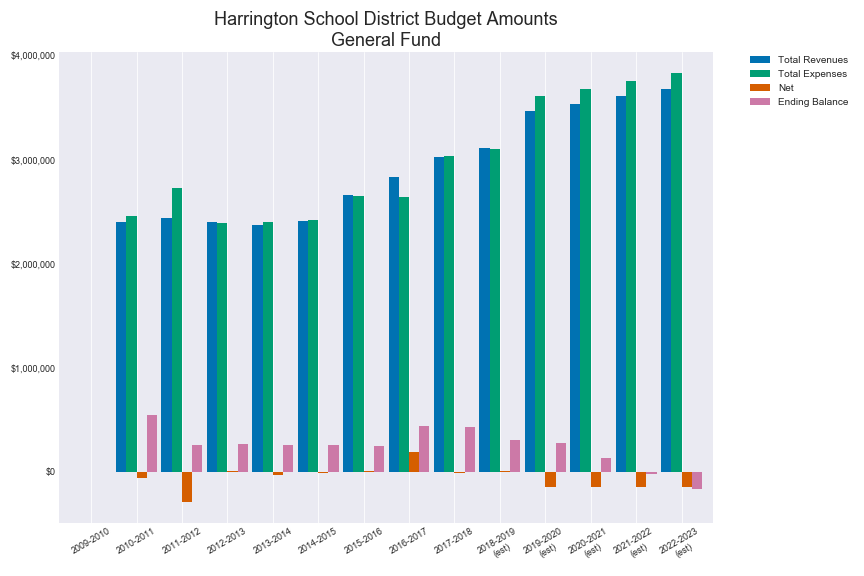 Harrington School District Budget Amounts
General Fund
$4,000,000
$3,000,000
$2,000,000
$1,000,000
$0
2009-2010
2010-2011
2011-2012
2012-2013
2013-2014
2014-2015
2015-2016
2016-2017
2017-2018
2018-2019
(est)
2019-2020
(est)
2020-2021
(est)
2021-2022
(est)
2022-2023
(est)
Total Revenues
Total Expenses
Net
Ending Balance